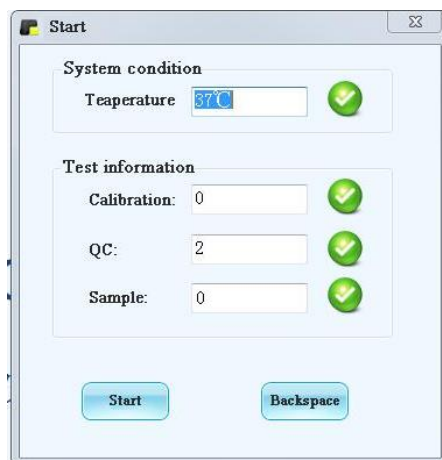 Start
System condition
Teaperature 37℃
Test information
Calibration: 0
QC: 2
Sample: 0
Start Backspace